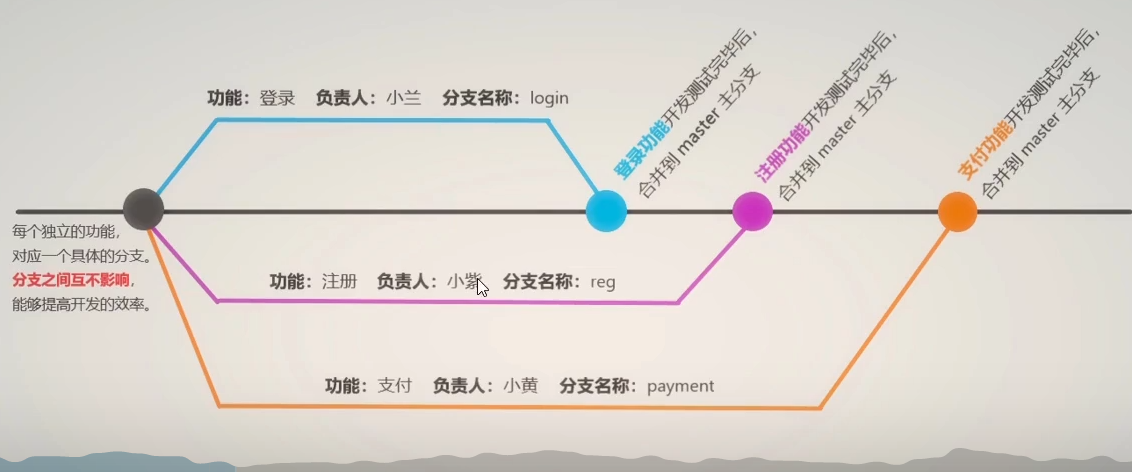 功能：登录 负责人：小兰 分支名称：login
登录功能开发测试完毕后，
合并到 master 主分支
注册功能开发测试完毕后，
合并到 master 主分支
支付功能开发测试完毕后，
合并到 master 主分支
每个独立的功能，
对应一个具体的分支。
分支之间互不影响，
能够提高开发的效率。
功能：注册 负责人：小紫 分支名称：reg
功能：支付 负责人：小黄 分支名称：payment